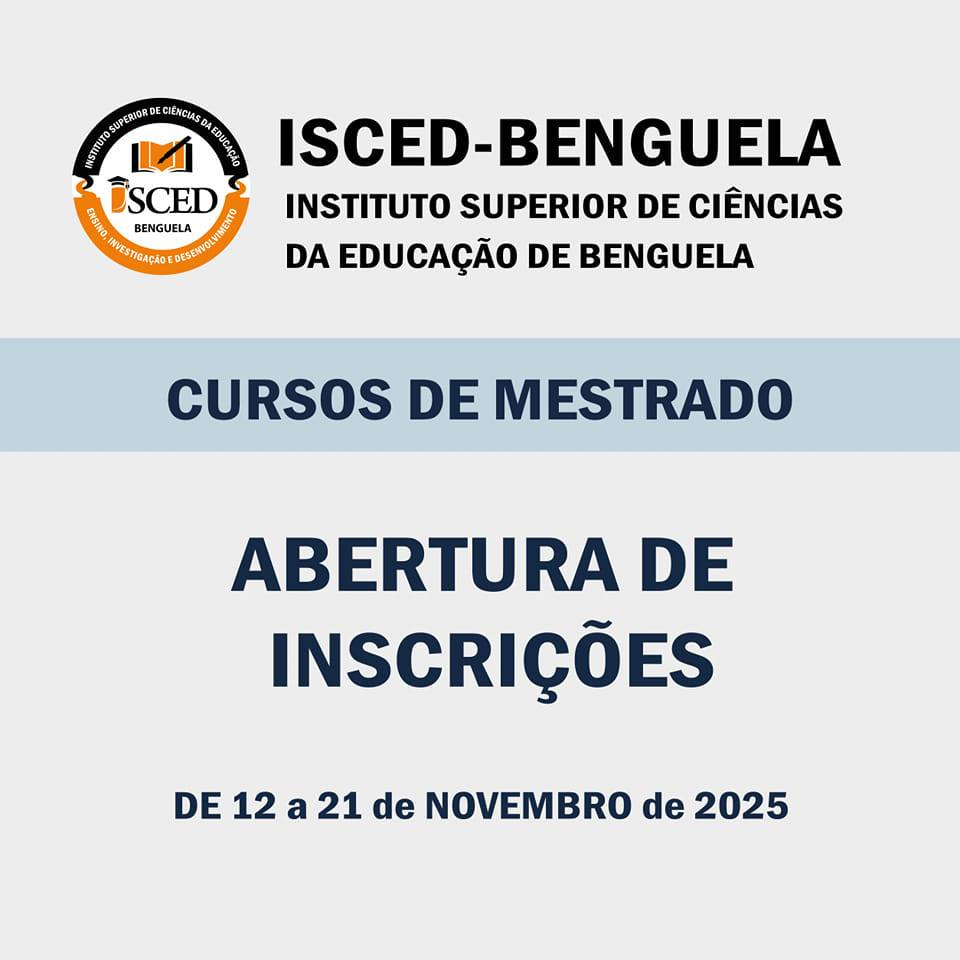 INSTITUTO SUPERIOR DE CIÊNCIAS DA EDUCAÇÃO
ISCED
BENGUELA
ENSINO, INVESTIGAÇÃO E DESENVOLVIMENTO
ISCED-BENGUELA
INSTITUTO SUPERIOR DE CIÊNCIAS
DA EDUCAÇÃO DE BENGUELA
CURSOS DE MESTRADO
ABERTURA DE
INSCRIÇÕES
DE 12 a 21 de NOVEMBRO de 2025